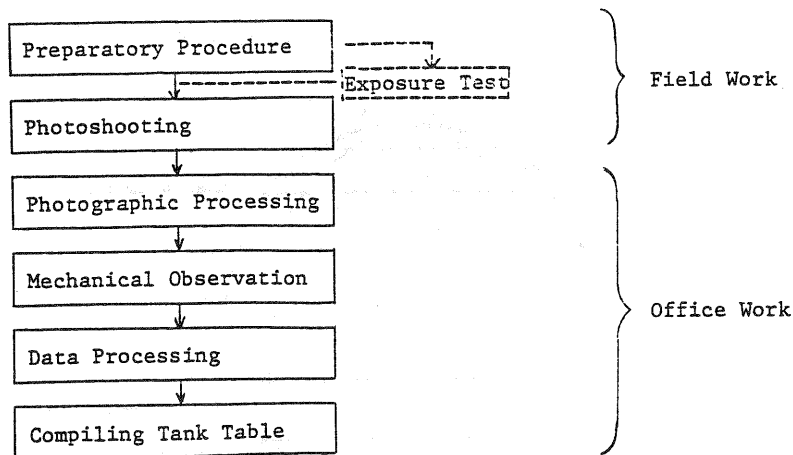 Preparatory Procedure
Exposure Test
Field Work
Photoshooting
Photographic Processing
Mechanical Observation
Office Work
Data Processing
Compiling Tank Table